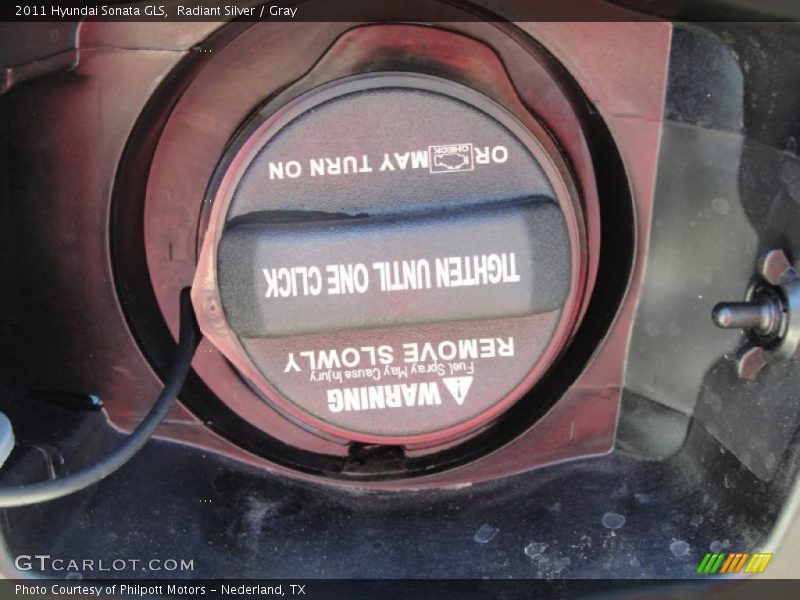 2011 Hyundai Sonata GLS,  Radiant Silver / Gray
WARNING
Fuel Spray May Cause Injury
REMOVE SLOWLY
TIGHTEN UNTIL ONE CLICK
OR CHECK MAY TURN ON
GTCARLOT.COM
Photo Courtesy of Philpott Motors - Nederland, TX